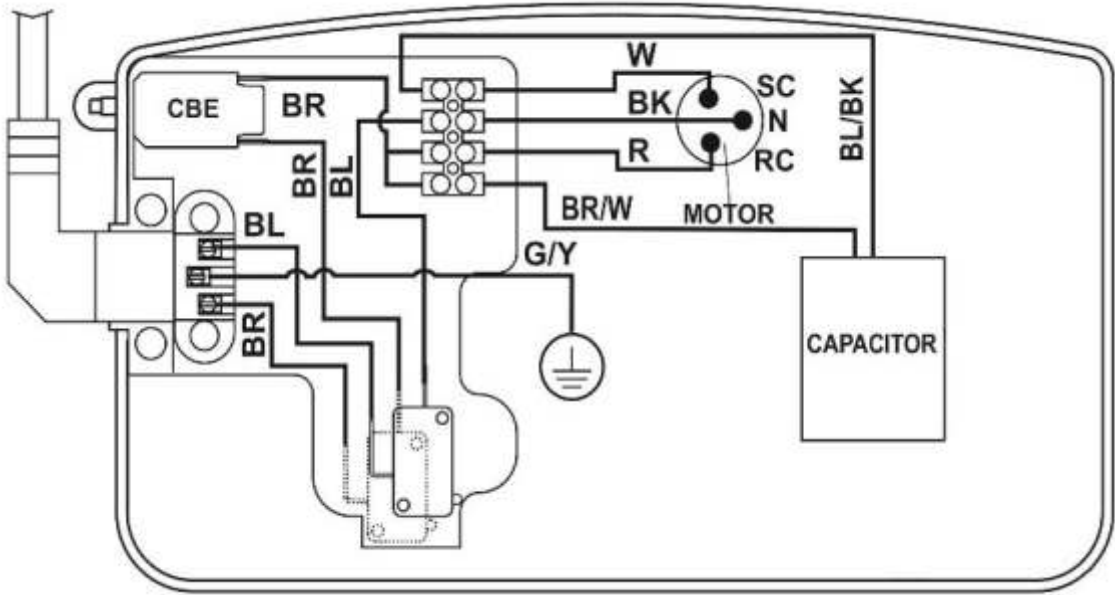 W
SC
CBE
BR
BK
N
BL/BK
BR
BL
R
RC
BR/W
MOTOR
BL
G/Y
BR
CAPACITOR